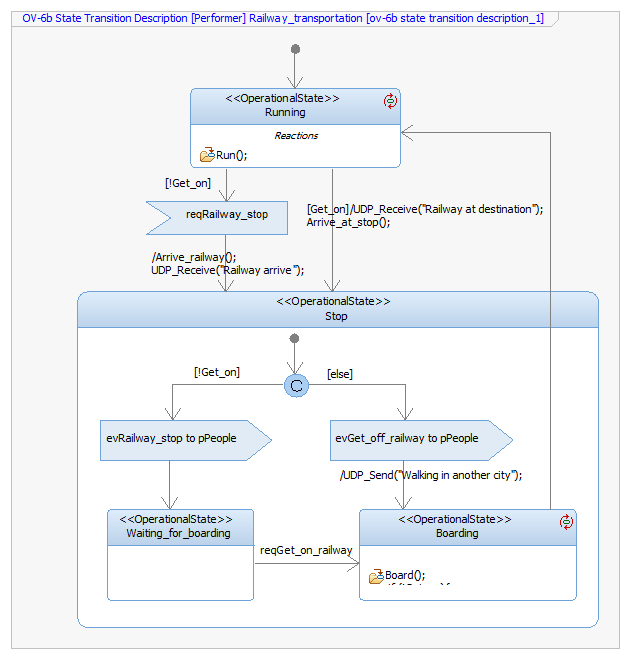 OV-6b State Transition Description [Performer] Railway_transportation [ov-6b state transition description_1]
<<OperationalState>>
Running
Reactions
Run();
[!Get_on]
reqRailway_stop
[Get_on]/UDP_Receive("Railway at destination");
Arrive_at_stop();
/Arrive_railway();
UDP_Receive("Railway arrive");
<<OperationalState>>
Stop
[!Get_on]
[else]
C
evRailway_stop to pPeople
evGet_off_railway to pPeople
/UDP_Send("Walking in another city");
<<OperationalState>>
Waiting_for_boarding
reqGet_on_railway
<<OperationalState>>
Boarding
Board();